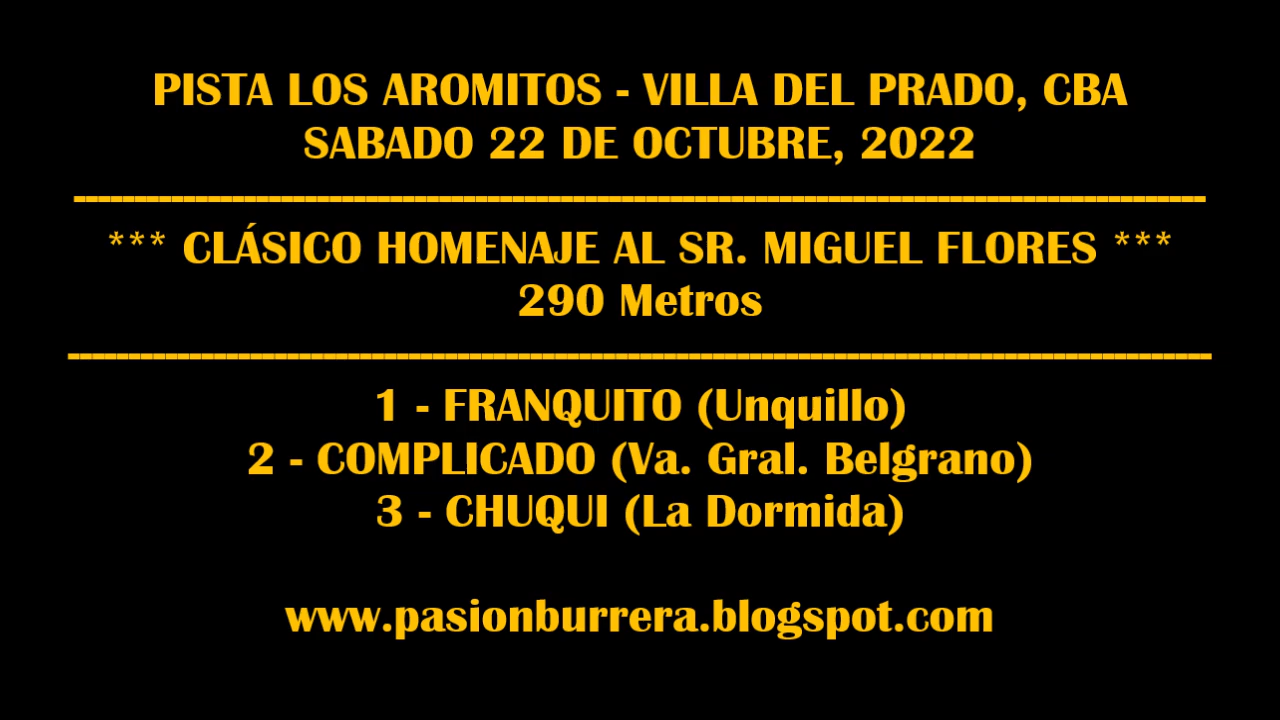 PISTA LOS AROMITOS - VILLA DEL PRADO, CBA
SABADO 22 DE OCTUBRE, 2022
*** CLÁSICO HOMENAJE AL SR. MIGUEL FLORES ***
290 Metros
1 - FRANQUITO (Unquillo)
2 - COMPLICADO (Va. Gral. Belgrano)
3 - CHUQUI (La Dormida)
www.pasionburrera.blogspot.com